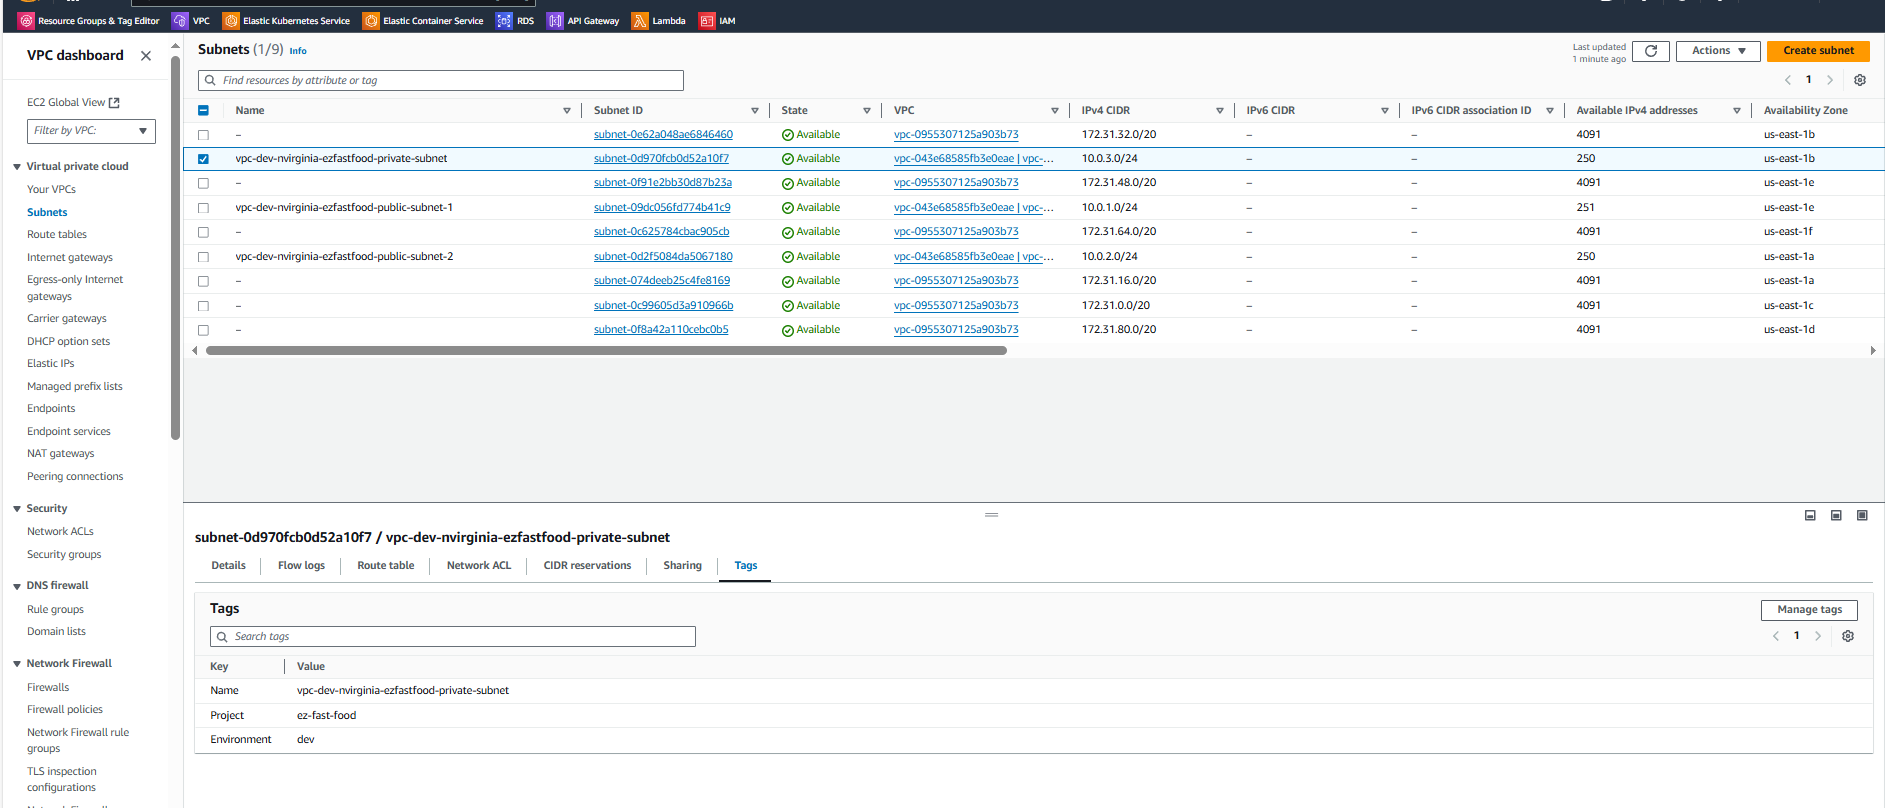 Resource Groups & Tag Editor VPC Elastic Kubernetes Service Elastic Container Service RDS API Gateway Lambda IAM
VPC dashboard
EC2 Global View
Filter by VPC:
Virtual private cloud
Your VPCs
Subnets
Route tables
Internet gateways
Egress-only Internet
gateways
Carrier gateways
DHCP option sets
Elastic IPs
Managed prefix lists
Endpoints
Endpoint services
NAT gateways
Peering connections
Security
Network ACLs
Security groups
DNS firewall
Rule groups
Domain lists
Network Firewall
Firewalls
Firewall policies
Network Firewall rule
groups
TLS inspection
configurations
Subnets (1/9) Info
Last updated
1 minute ago
Actions
Create subnet
Find resources by attribute or tag
1
Name Subnet ID State VPC IPv4 CIDR IPv6 CIDR IPv6 CIDR association ID Available IPv4 addresses Availability Zone
– subnet-0e62a048ae6846460 Available vpc-0955307125a903b73 172.31.32.0/20 – – 4091 us-east-1b
vpc-dev-nvirginia-ezfastfood-private-subnet subnet-0d970fcb0d52a10f7 Available vpc-043e68585fb3e0eae | vpc-... 10.0.3.0/24 – – 250 us-east-1b
– subnet-0f91e2bb30d87b23a Available vpc-0955307125a903b73 172.31.48.0/20 – – 4091 us-east-1e
vpc-dev-nvirginia-ezfastfood-public-subnet-1 subnet-09dc056fd774b41c9 Available vpc-043e68585fb3e0eae | vpc-... 10.0.1.0/24 – – 251 us-east-1e
– subnet-0c625784cbac905cb Available vpc-0955307125a903b73 172.31.64.0/20 – – 4091 us-east-1f
vpc-dev-nvirginia-ezfastfood-public-subnet-2 subnet-0d2f5084da5067180 Available vpc-043e68585fb3e0eae | vpc-... 10.0.2.0/24 – – 250 us-east-1a
– subnet-074deeb25c4fe8169 Available vpc-0955307125a903b73 172.31.16.0/20 – – 4091 us-east-1a
– subnet-0c99605d3a910966b Available vpc-0955307125a903b73 172.31.0.0/20 – – 4091 us-east-1c
– subnet-0f8a42a110cebc0b5 Available vpc-0955307125a903b73 172.31.80.0/20 – – 4091 us-east-1d
subnet-0d970fcb0d52a10f7 / vpc-dev-nvirginia-ezfastfood-private-subnet
Details Flow logs Route table Network ACL CIDR reservations Sharing Tags
Tags
Manage tags
Search tags
1
Key Value
Name vpc-dev-nvirginia-ezfastfood-private-subnet
Project ez-fast-food
Environment dev